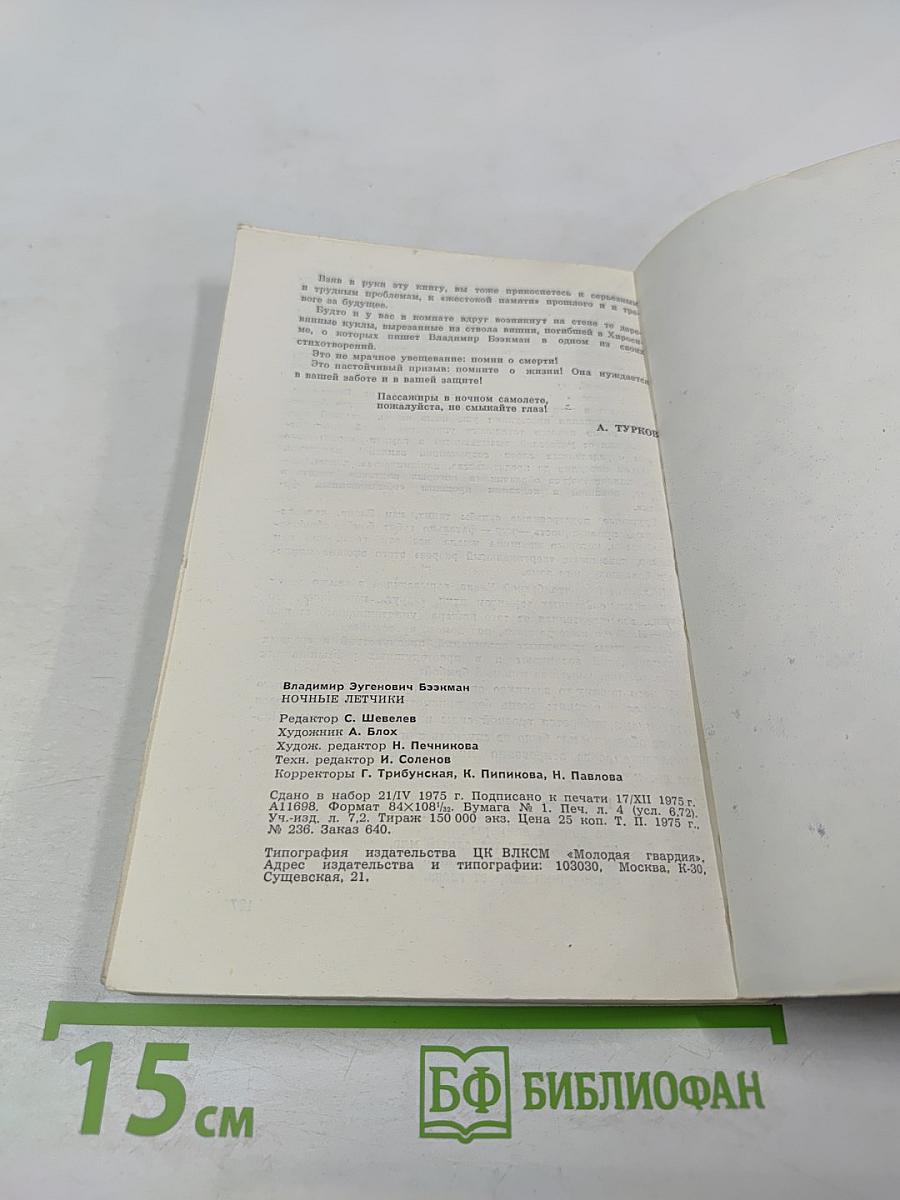 Взяв в руки эту книгу, вы тоже прикоснетесь к серьезным
и трудным проблемам, к «жестокой памяти» прошлого и к тре-
воге за будущее.
Будто и у вас в комнате вдруг возникнут на стене те дере-
вянные куклы, вырезанные из ствола вишни, погибшей в Хироси-
ме, о которых пишет Владимир Бээкман в одном из своих
стихотворений.
Это не мрачное увещевание: помни о смерти!
Это настойчивый призыв: помните о жизни! Она нуждается
в вашей заботе и в вашей защите!
Пассажиры в ночном самолете,
пожалуйста, не смыкайте глаз!
А. ТУРКОВ
Владимир Эугенович Бээкман
НОЧНЫЕ ЛЕТЧИКИ
Редактор С. Шевелев
Художник А. Блох
Худож. редактор Н. Печникова
Техн. редактор И. Соленов
Корректоры Г. Трибунская, К. Пипикова, Н. Павлова
Сдано в набор 21/IV 1975 г. Подписано к печати 17/XII 1975 г.
А11698. Формат 84×108¹/₃₂. Бумага № 1. Печ. л. 4 (усл. 6,72).
Уч.-изд. л. 7,2. Тираж 150 000 экз. Цена 25 коп. Т. П. 1975 г.,
№ 236. Заказ 640.
Типография издательства ЦК ВЛКСМ «Молодая гвардия».
Адрес издательства и типографии: 103030, Москва, К-30,
Сущевская, 21.
15 см
БФ БИБЛИОФАН